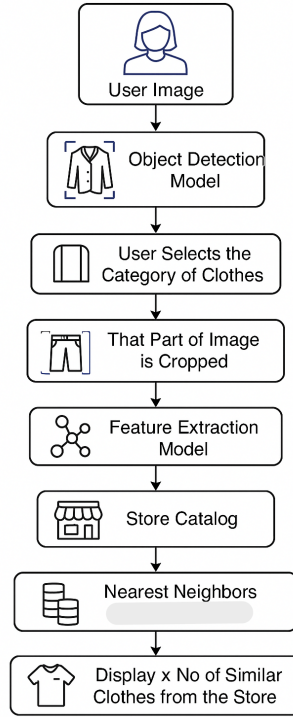 User Image
Object Detection
Model
User Selects the
Category of Clothes
That Part of Image
is Cropped
Feature Extraction
Model
Store Catalog
Nearest Neighbors
Display x No of Similar
Clothes from the Store